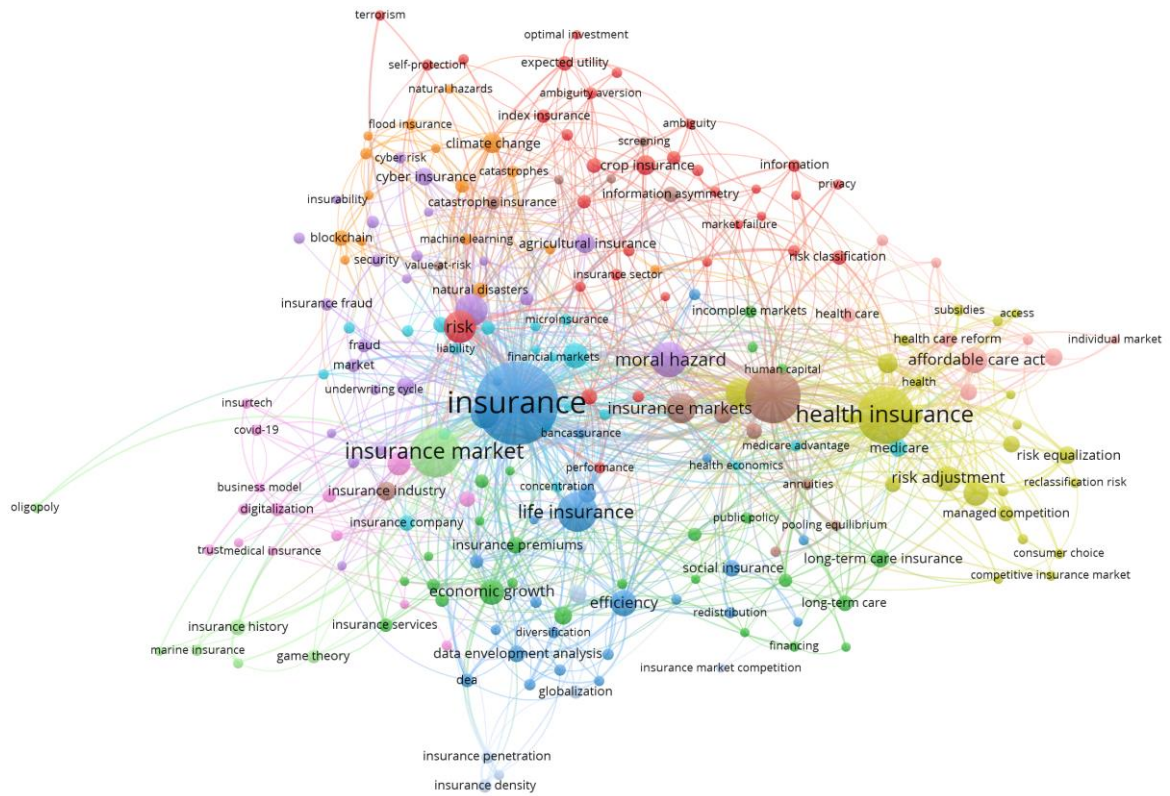 terrorism
optimal investment
self-protection
expected utility
natural hazards
ambiguity aversion
index insurance
flood insurance
ambiguity
climate change
screening
cyber risk
catastrophes
crop insurance
information
cyber insurance
information asymmetry
privacy
insurability
catastrophe insurance
market failure
blockchain
machine learning
agricultural insurance
security
value-at-risk
risk classification
insurance sector
natural disasters
insurance fraud
incomplete markets
subsidies
access
microinsurance
health care
risk
fraud
liability
health care reform
individual market
financial markets
moral hazard
affordable care act
market
human capital
health
underwriting cycle
insurance
insurance markets
health insurance
insurtech
covid-19
bancassurance
insurance market
medicare advantage
medicare
risk equalization
performance
health economics
risk adjustment
reclassification risk
business model
insurance industry
concentration
annuities
oligopoly
digitalization
life insurance
managed competition
insurance company
public policy
pooling equilibrium
trust
medical insurance
insurance premiums
long-term care insurance
consumer choice
social insurance
competitive insurance market
economic growth
efficiency
long-term care
redistribution
insurance history
insurance services
diversification
marine insurance
game theory
data envelopment analysis
financing
insurance market competition
dea
globalization
insurance penetration
insurance density